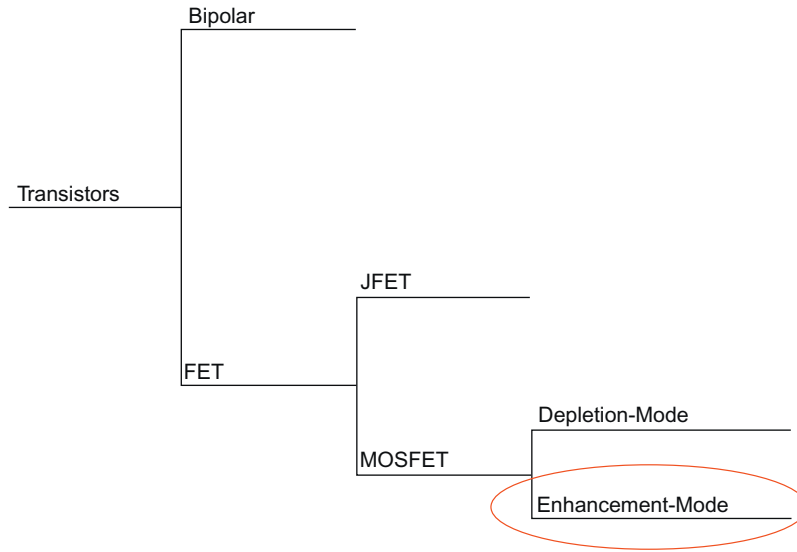 Bipolar
Transistors
JFET
FET
Depletion-Mode
MOSFET
Enhancement-Mode